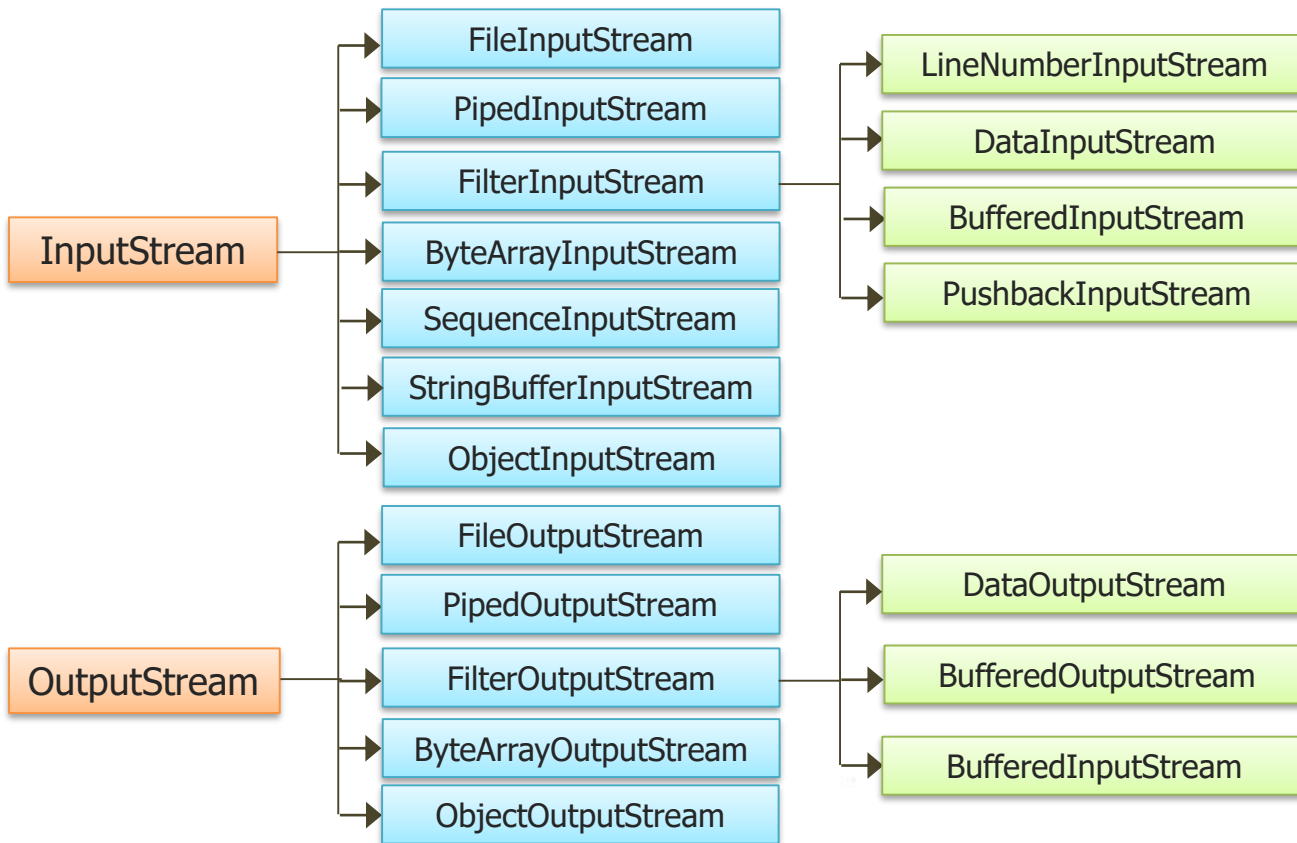 InputStream
FileInputStream
PipedInputStream
FilterInputStream
ByteArrayInputStream
SequenceInputStream
StringBufferInputStream
ObjectInputStream
LineNumberInputStream
DataInputStream
BufferedInputStream
PushbackInputStream
OutputStream
FileOutputStream
PipedOutputStream
FilterOutputStream
ByteArrayOutputStream
ObjectOutputStream
DataOutputStream
BufferedOutputStream
BufferedInputStream